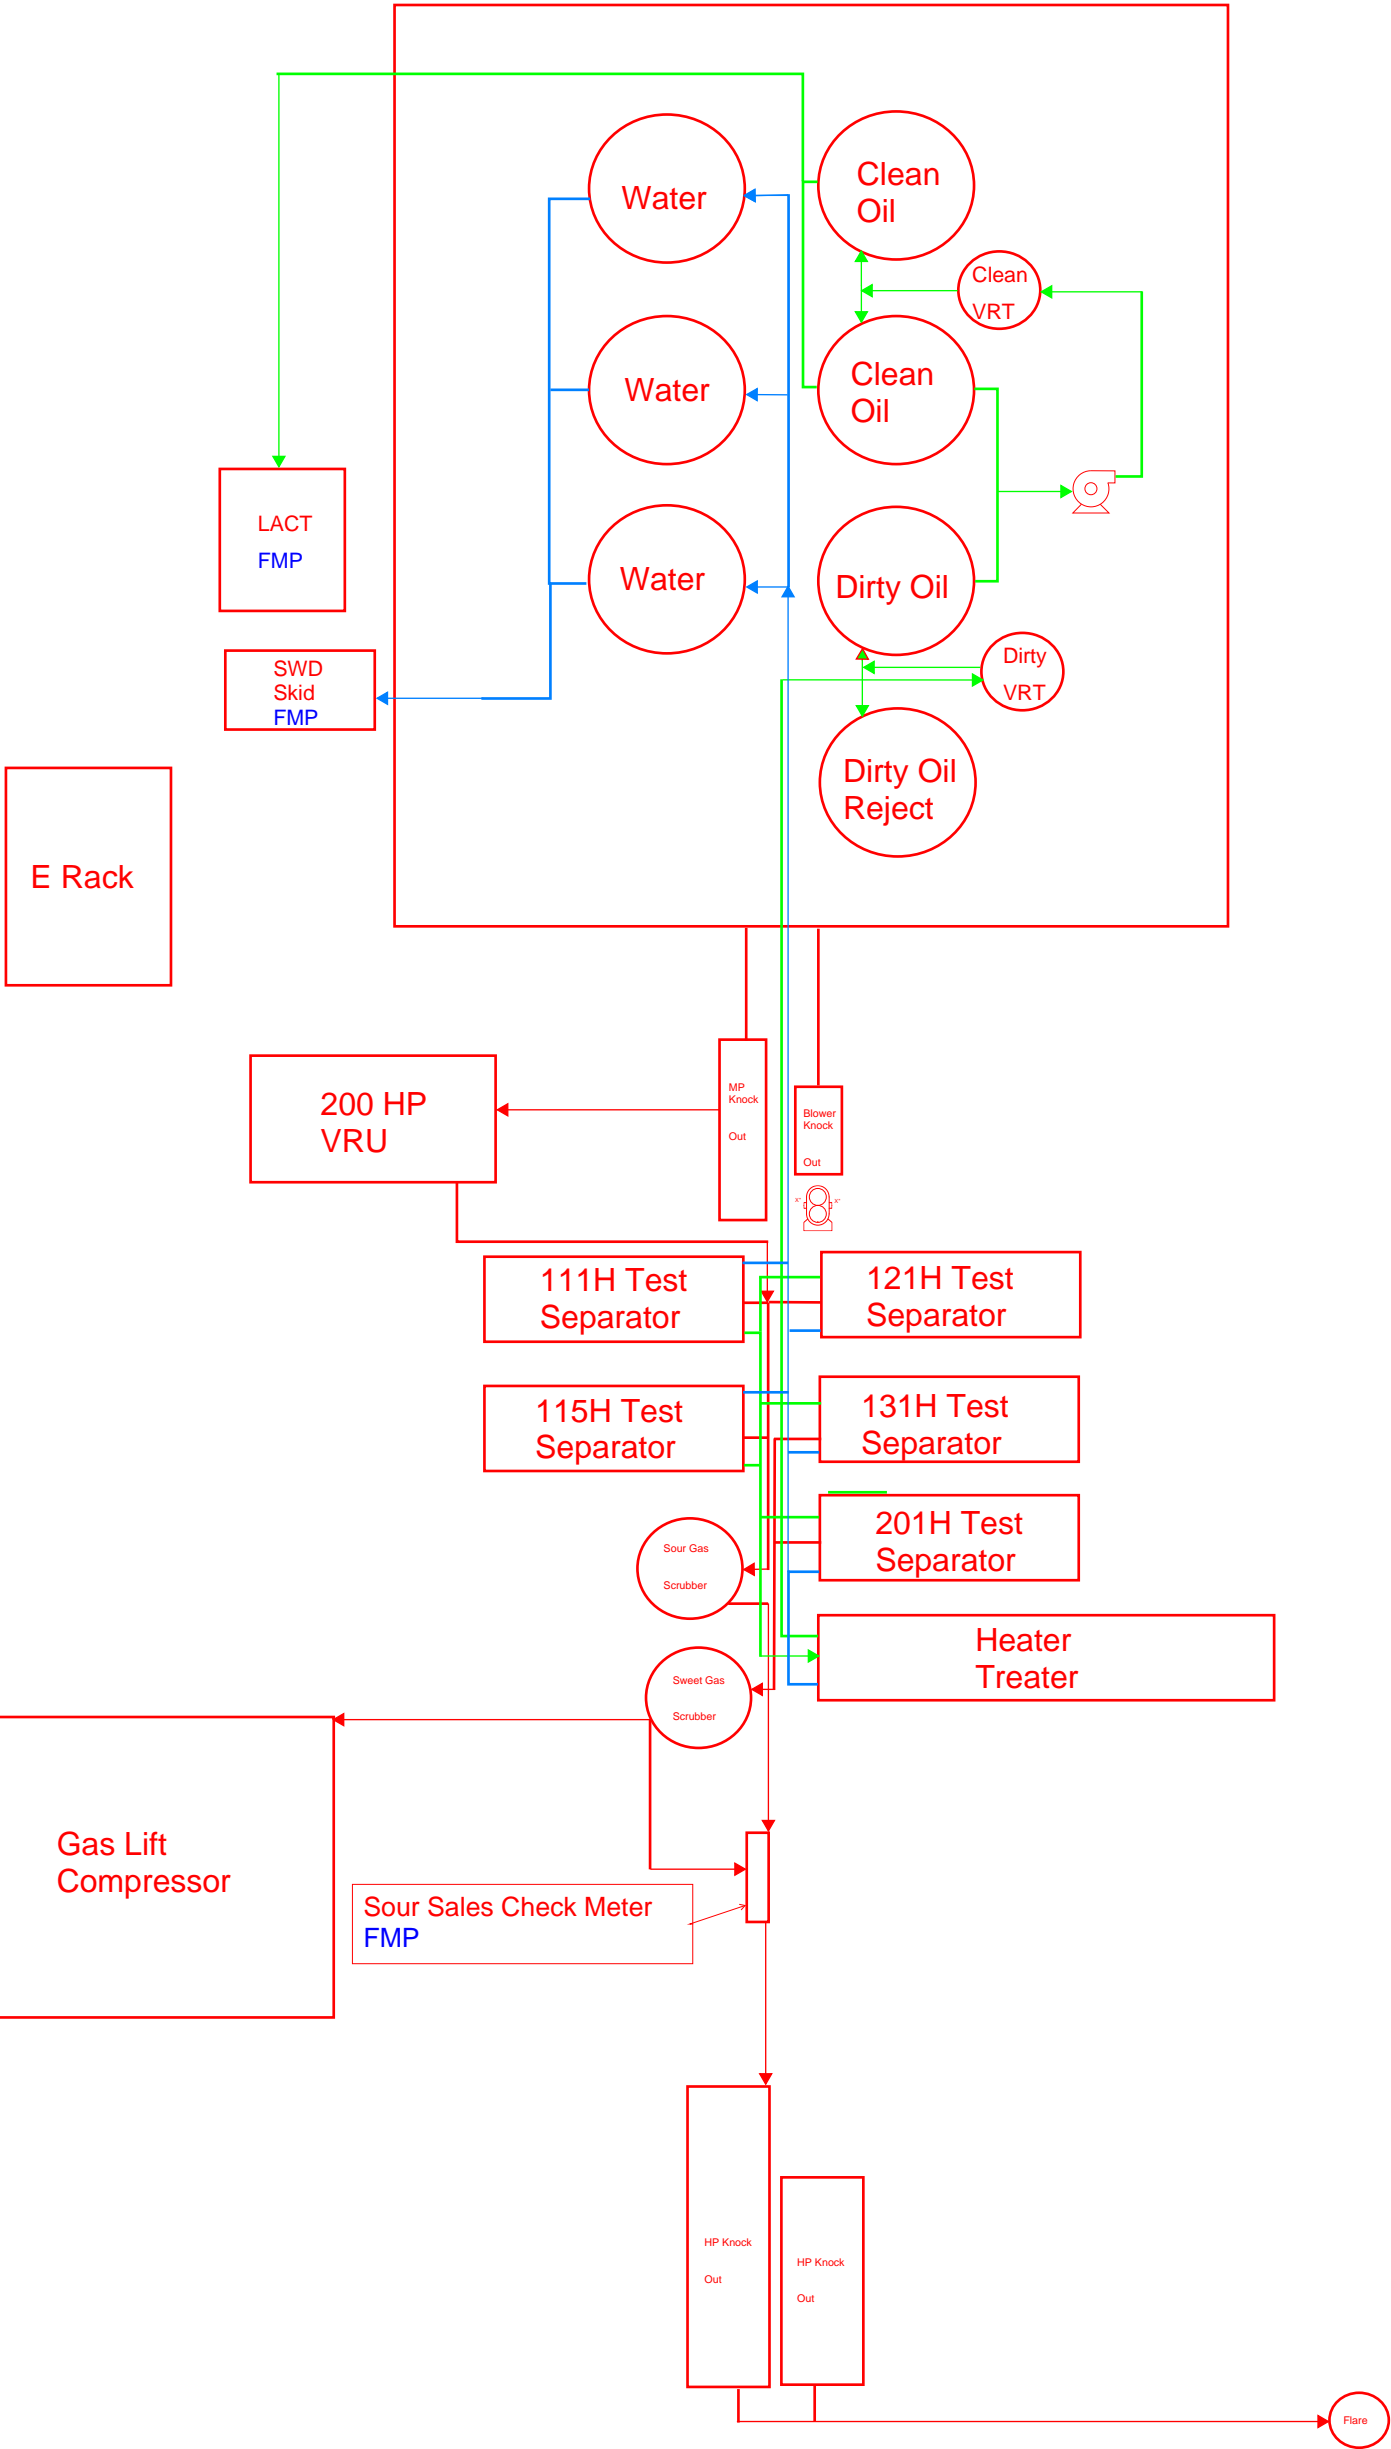 Water
Clean
Oil
Clean
VRT
Water
Clean
Oil
LACT
FMP
Water
Dirty Oil
SWD
Skid
FMP
Dirty
VRT
Dirty Oil
Reject
E Rack
200 HP
VRU
MP
Knock
Out
Blower
Knock
Out
X"
X"
111H Test
Separator
121H Test
Separator
115H Test
Separator
131H Test
Separator
201H Test
Separator
Sour Gas
Scrubber
Heater
Treater
Sweet Gas
Scrubber
Gas Lift
Compressor
Sour Sales Check Meter
FMP
HP Knock
Out
HP Knock
Out
Flare